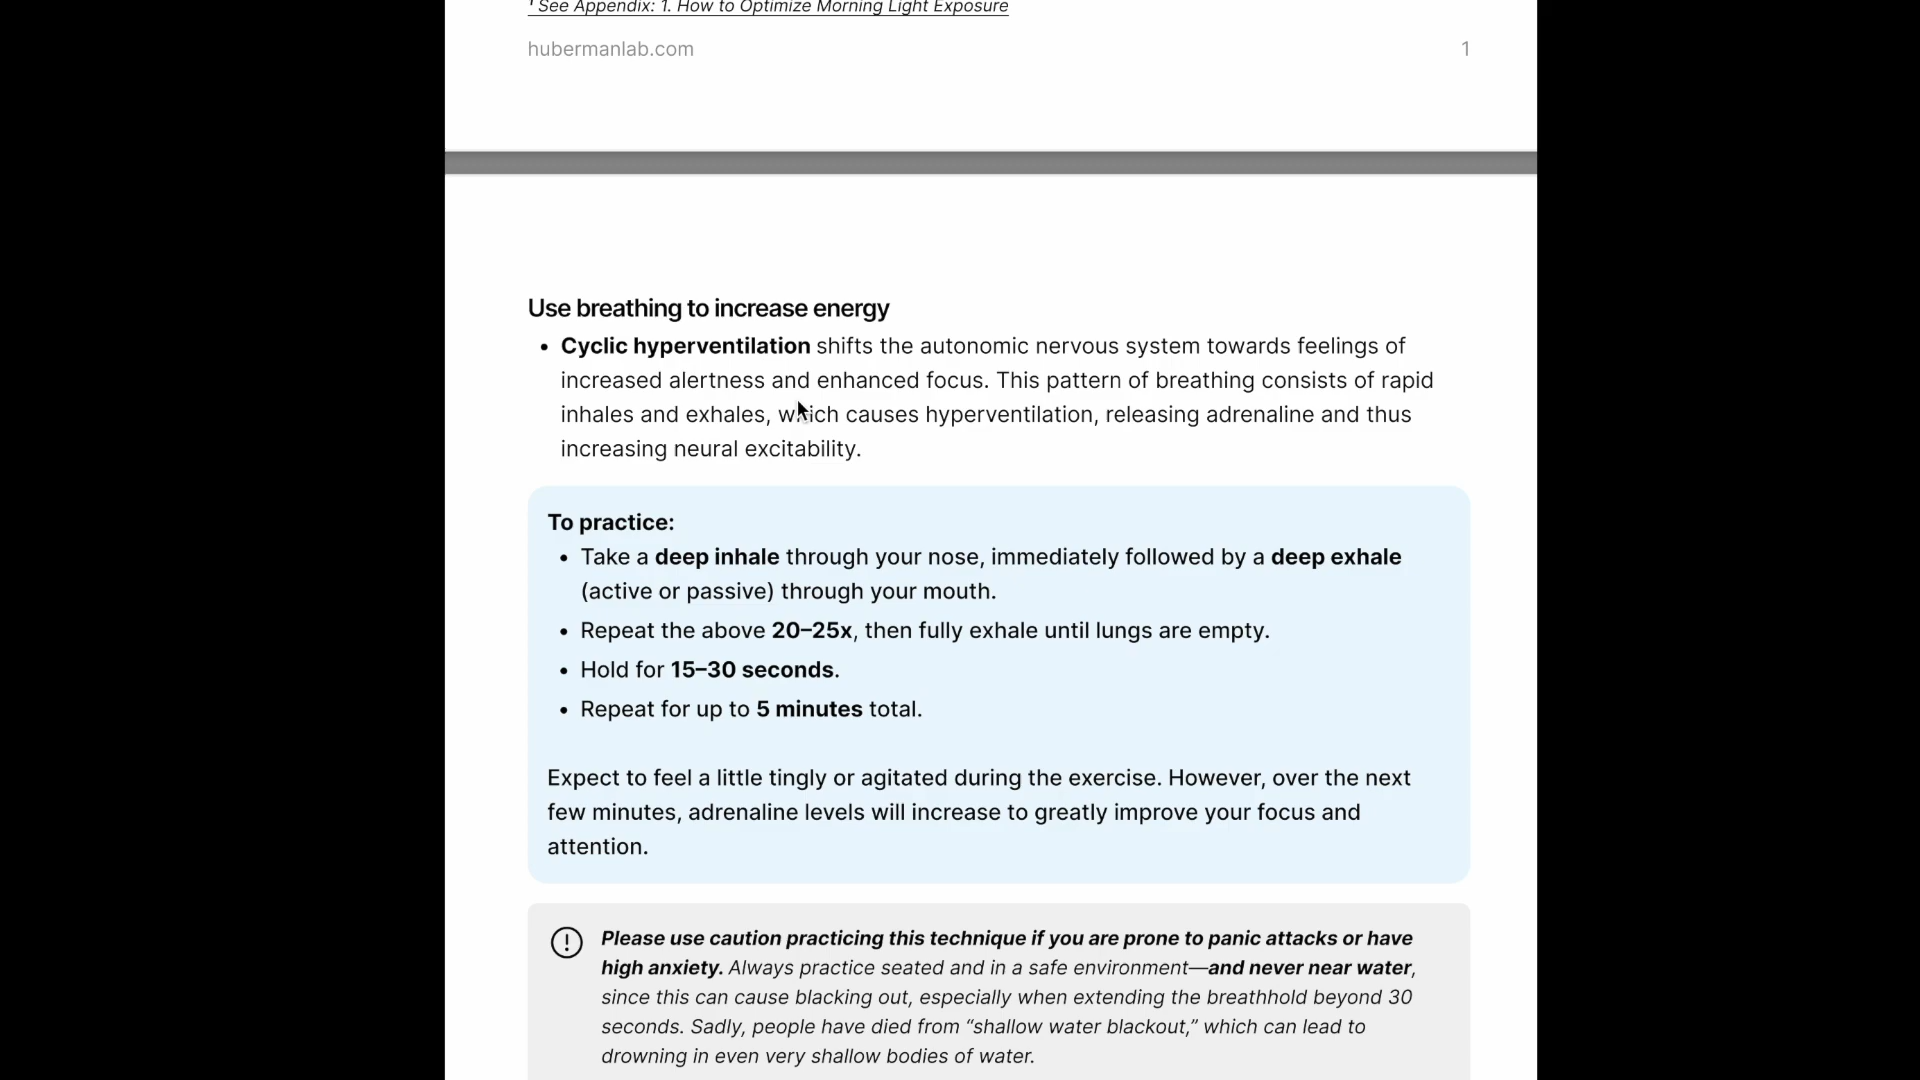 ¹ See Appendix: 1. How to Optimize Morning Light Exposure
hubermanlab.com 1
Use breathing to increase energy
• Cyclic hyperventilation shifts the autonomic nervous system towards feelings of
increased alertness and enhanced focus. This pattern of breathing consists of rapid
inhales and exhales, which causes hyperventilation, releasing adrenaline and thus
increasing neural excitability.
To practice:
• Take a deep inhale through your nose, immediately followed by a deep exhale
(active or passive) through your mouth.
• Repeat the above 20–25x, then fully exhale until lungs are empty.
• Hold for 15–30 seconds.
• Repeat for up to 5 minutes total.
Expect to feel a little tingly or agitated during the exercise. However, over the next
few minutes, adrenaline levels will increase to greatly improve your focus and
attention.
Please use caution practicing this technique if you are prone to panic attacks or have
high anxiety. Always practice seated and in a safe environment—and never near water,
since this can cause blacking out, especially when extending the breathhold beyond 30
seconds. Sadly, people have died from “shallow water blackout,” which can lead to
drowning in even very shallow bodies of water.